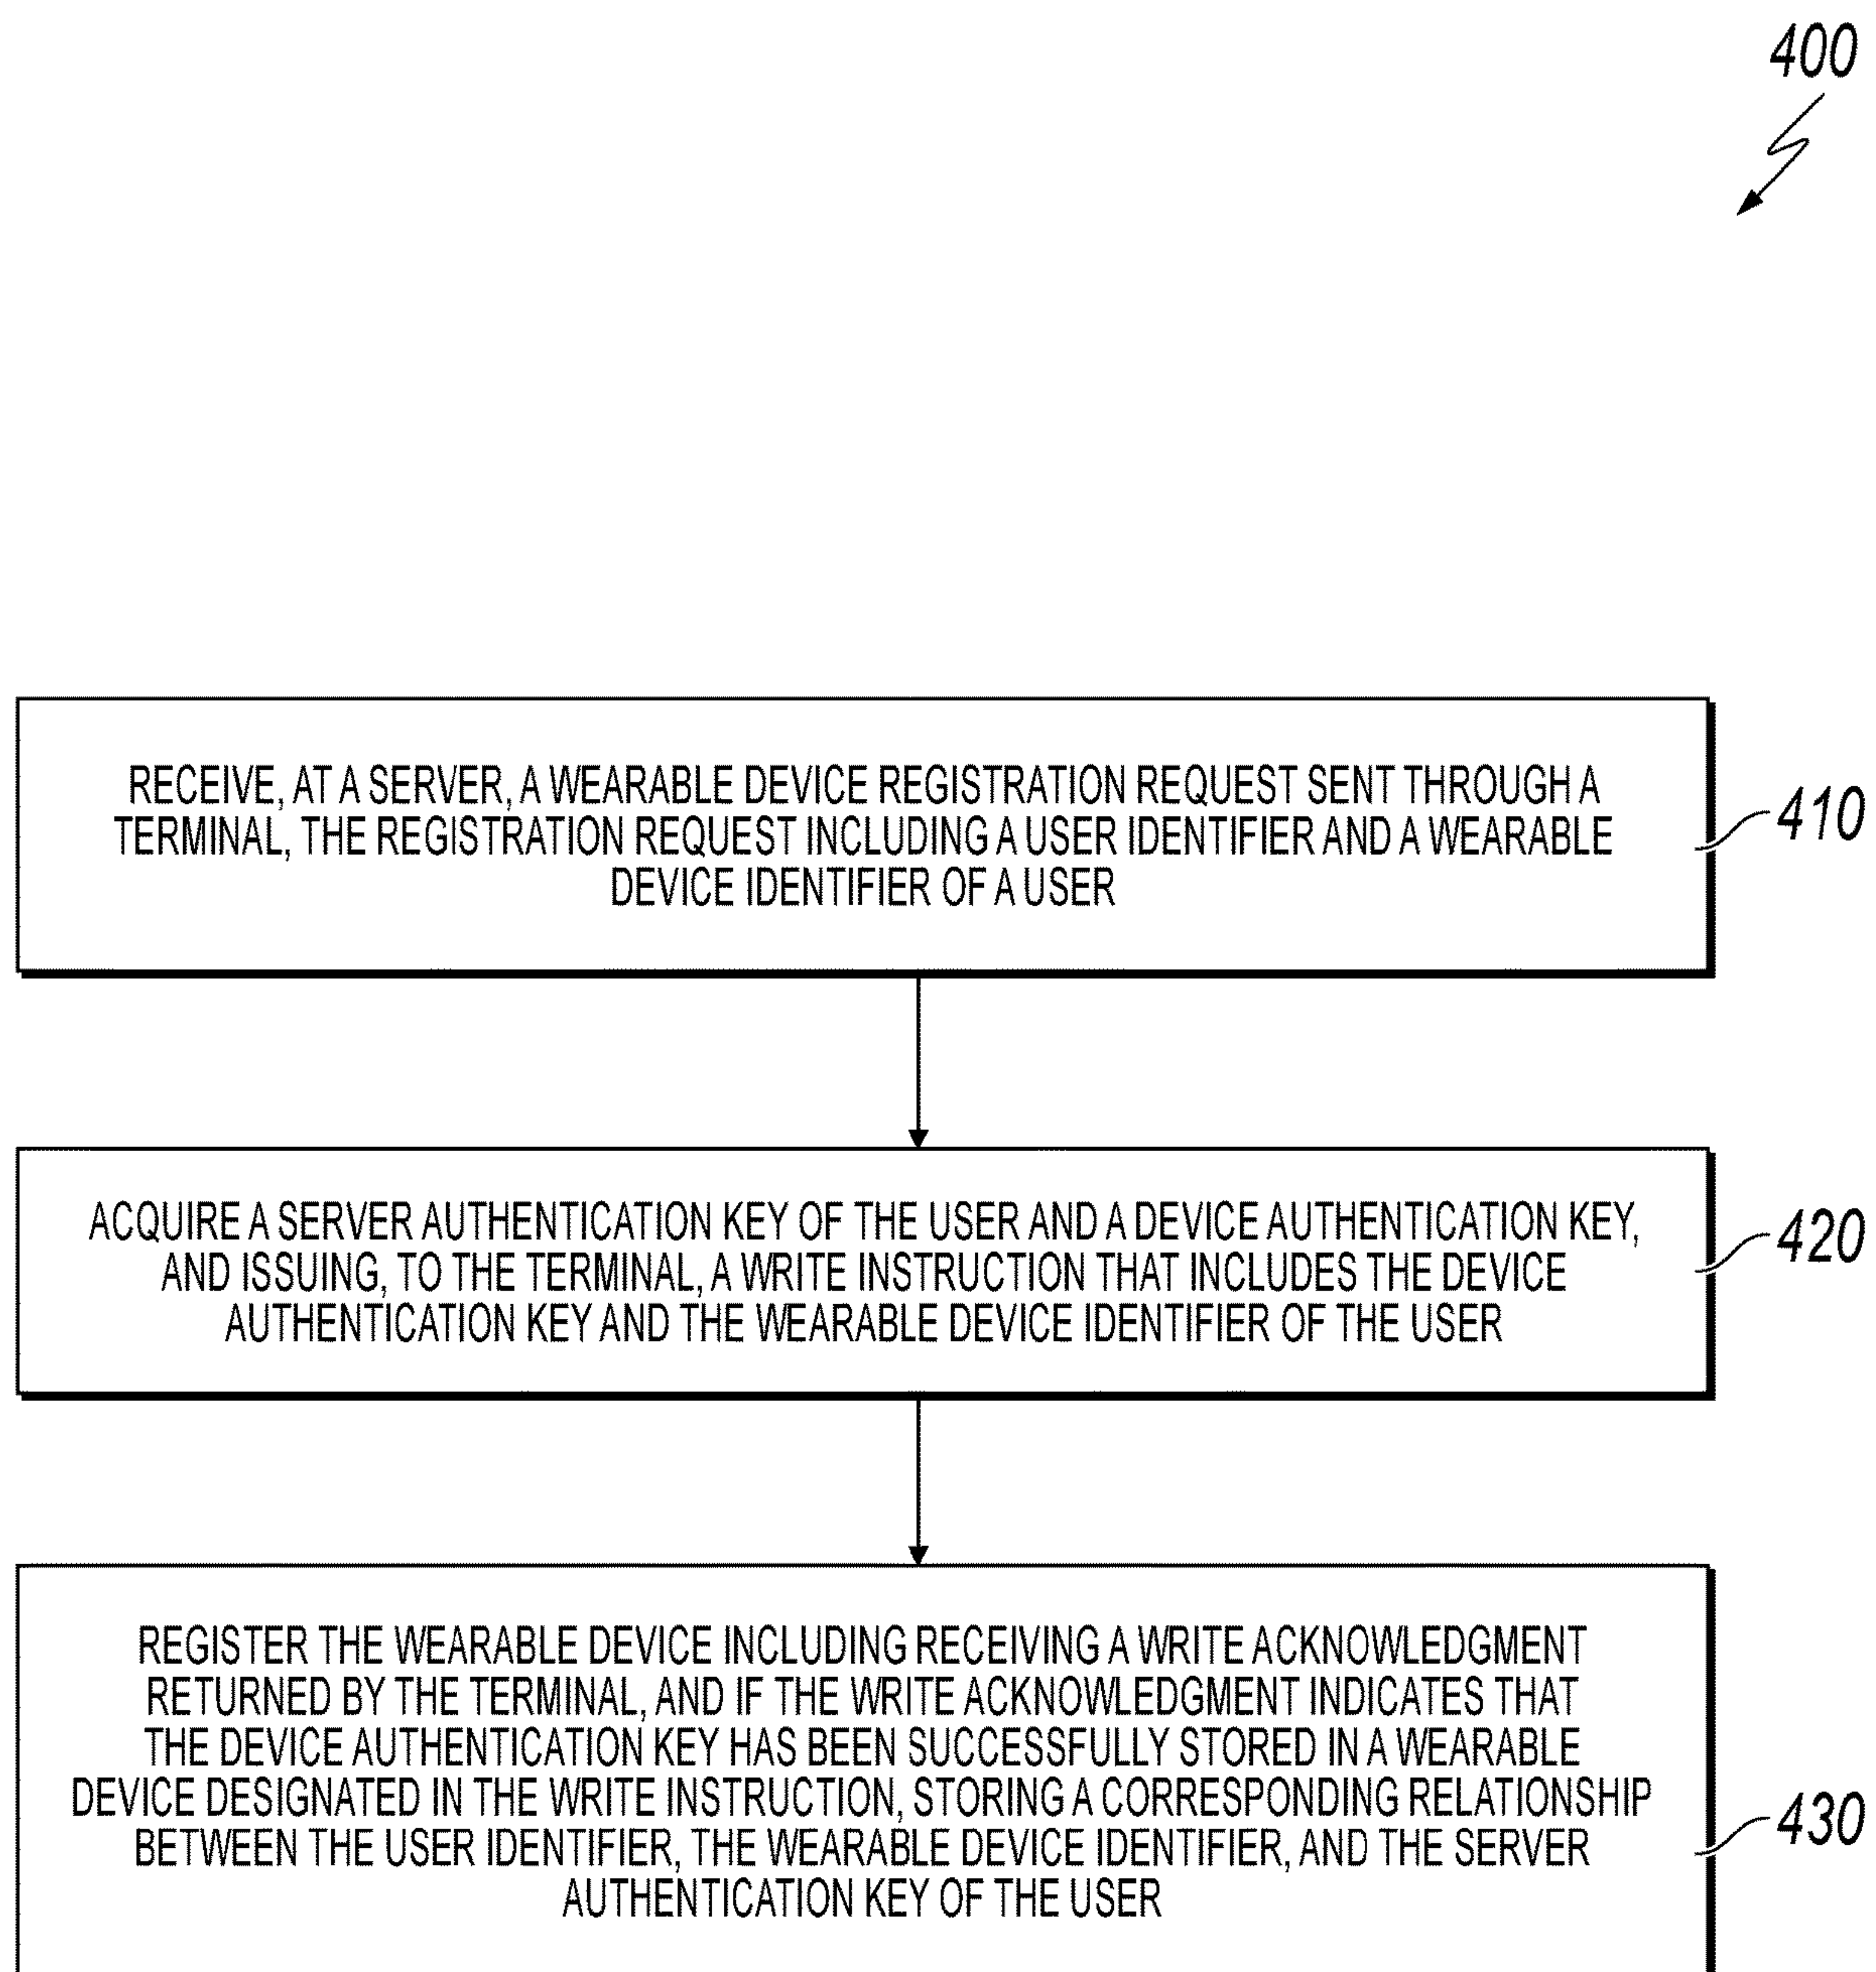 400
RECEIVE, AT A SERVER, A WEARABLE DEVICE REGISTRATION REQUEST SENT THROUGH A
TERMINAL, THE REGISTRATION REQUEST INCLUDING A USER IDENTIFIER AND A WEARABLE
DEVICE IDENTIFIER OF A USER
410
ACQUIRE A SERVER AUTHENTICATION KEY OF THE USER AND A DEVICE AUTHENTICATION KEY,
AND ISSUING, TO THE TERMINAL, A WRITE INSTRUCTION THAT INCLUDES THE DEVICE
AUTHENTICATION KEY AND THE WEARABLE DEVICE IDENTIFIER OF THE USER
420
REGISTER THE WEARABLE DEVICE INCLUDING RECEIVING A WRITE ACKNOWLEDGMENT
RETURNED BY THE TERMINAL, AND IF THE WRITE ACKNOWLEDGMENT INDICATES THAT
THE DEVICE AUTHENTICATION KEY HAS BEEN SUCCESSFULLY STORED IN A WEARABLE
DEVICE DESIGNATED IN THE WRITE INSTRUCTION, STORING A CORRESPONDING RELATIONSHIP
BETWEEN THE USER IDENTIFIER, THE WEARABLE DEVICE IDENTIFIER, AND THE SERVER
AUTHENTICATION KEY OF THE USER
430